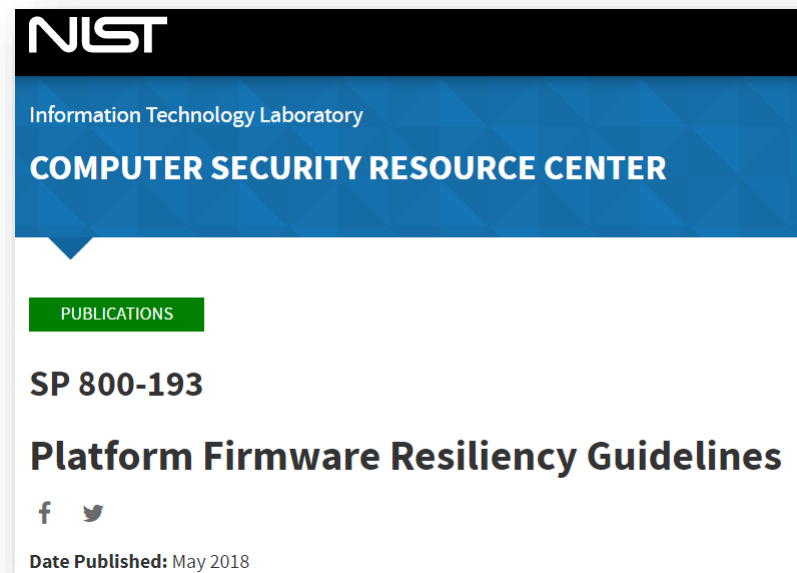 NIST
Information Technology Laboratory
COMPUTER SECURITY RESOURCE CENTER
PUBLICATIONS
SP 800-193
Platform Firmware Resiliency Guidelines
Date Published: May 2018